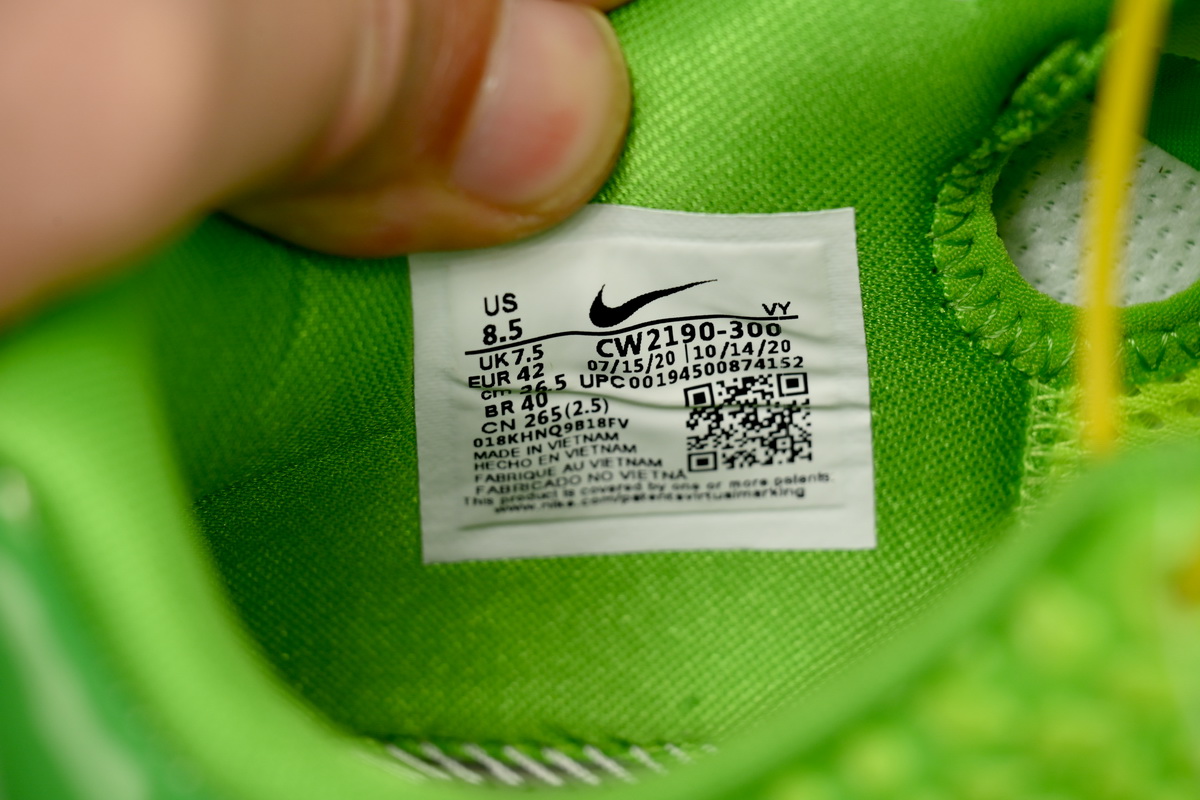 US
8.5
VY
CW2190-300
UK 7.5
07/15/20 | 10/14/20
EUR 42
UPC 00194500874152
cm 26.5
BR 40
CN 265(2.5)
018KHNQ9B18FV
MADE IN VIETNAM
HECHO EN VIETNAM
FABRIQUE AU VIETNAM
FABRICADO NO VIETNÃ
This product is covered by one or more patents.
www.nike.com/patentsvirtualmarking